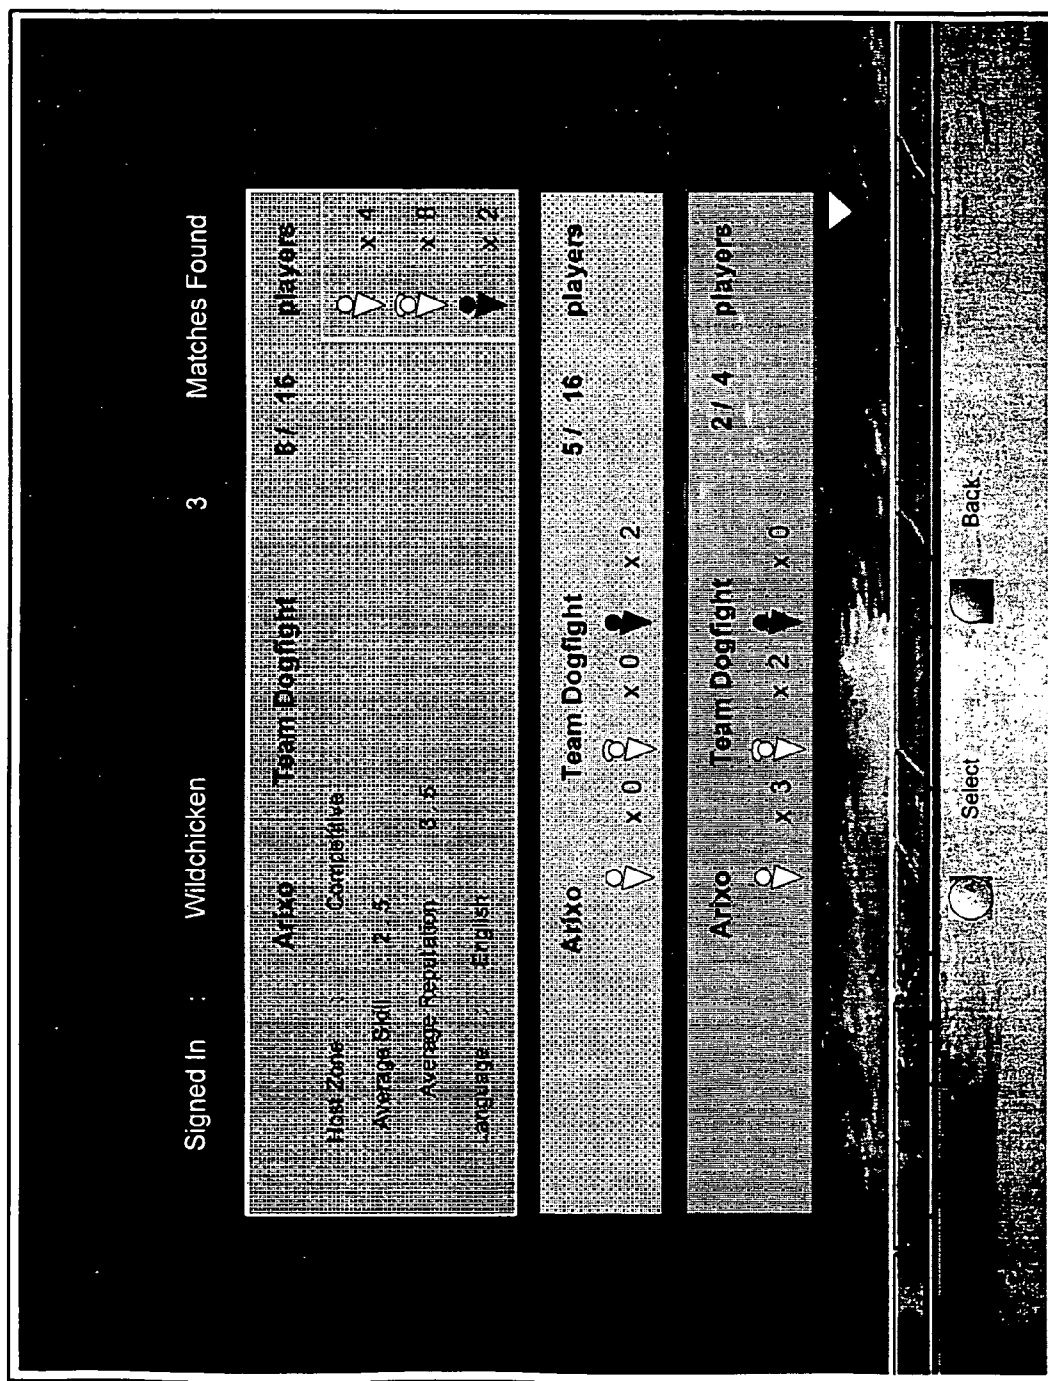 Signed In : Wildchicken 3 Matches Found
Arixo Team Dogfight 6 / 16 players
Host Zone : Competitive x 4
Average Skill 2 . 5
Average Reputation 3 . 5 x 8
anguage English x 2
Arixo Team Dogfight 5 / 16 players
x 0 x 0 x 2
Arixo Team Dogfight 2 / 4 players
x 3 x 2 x 0
A Select Back